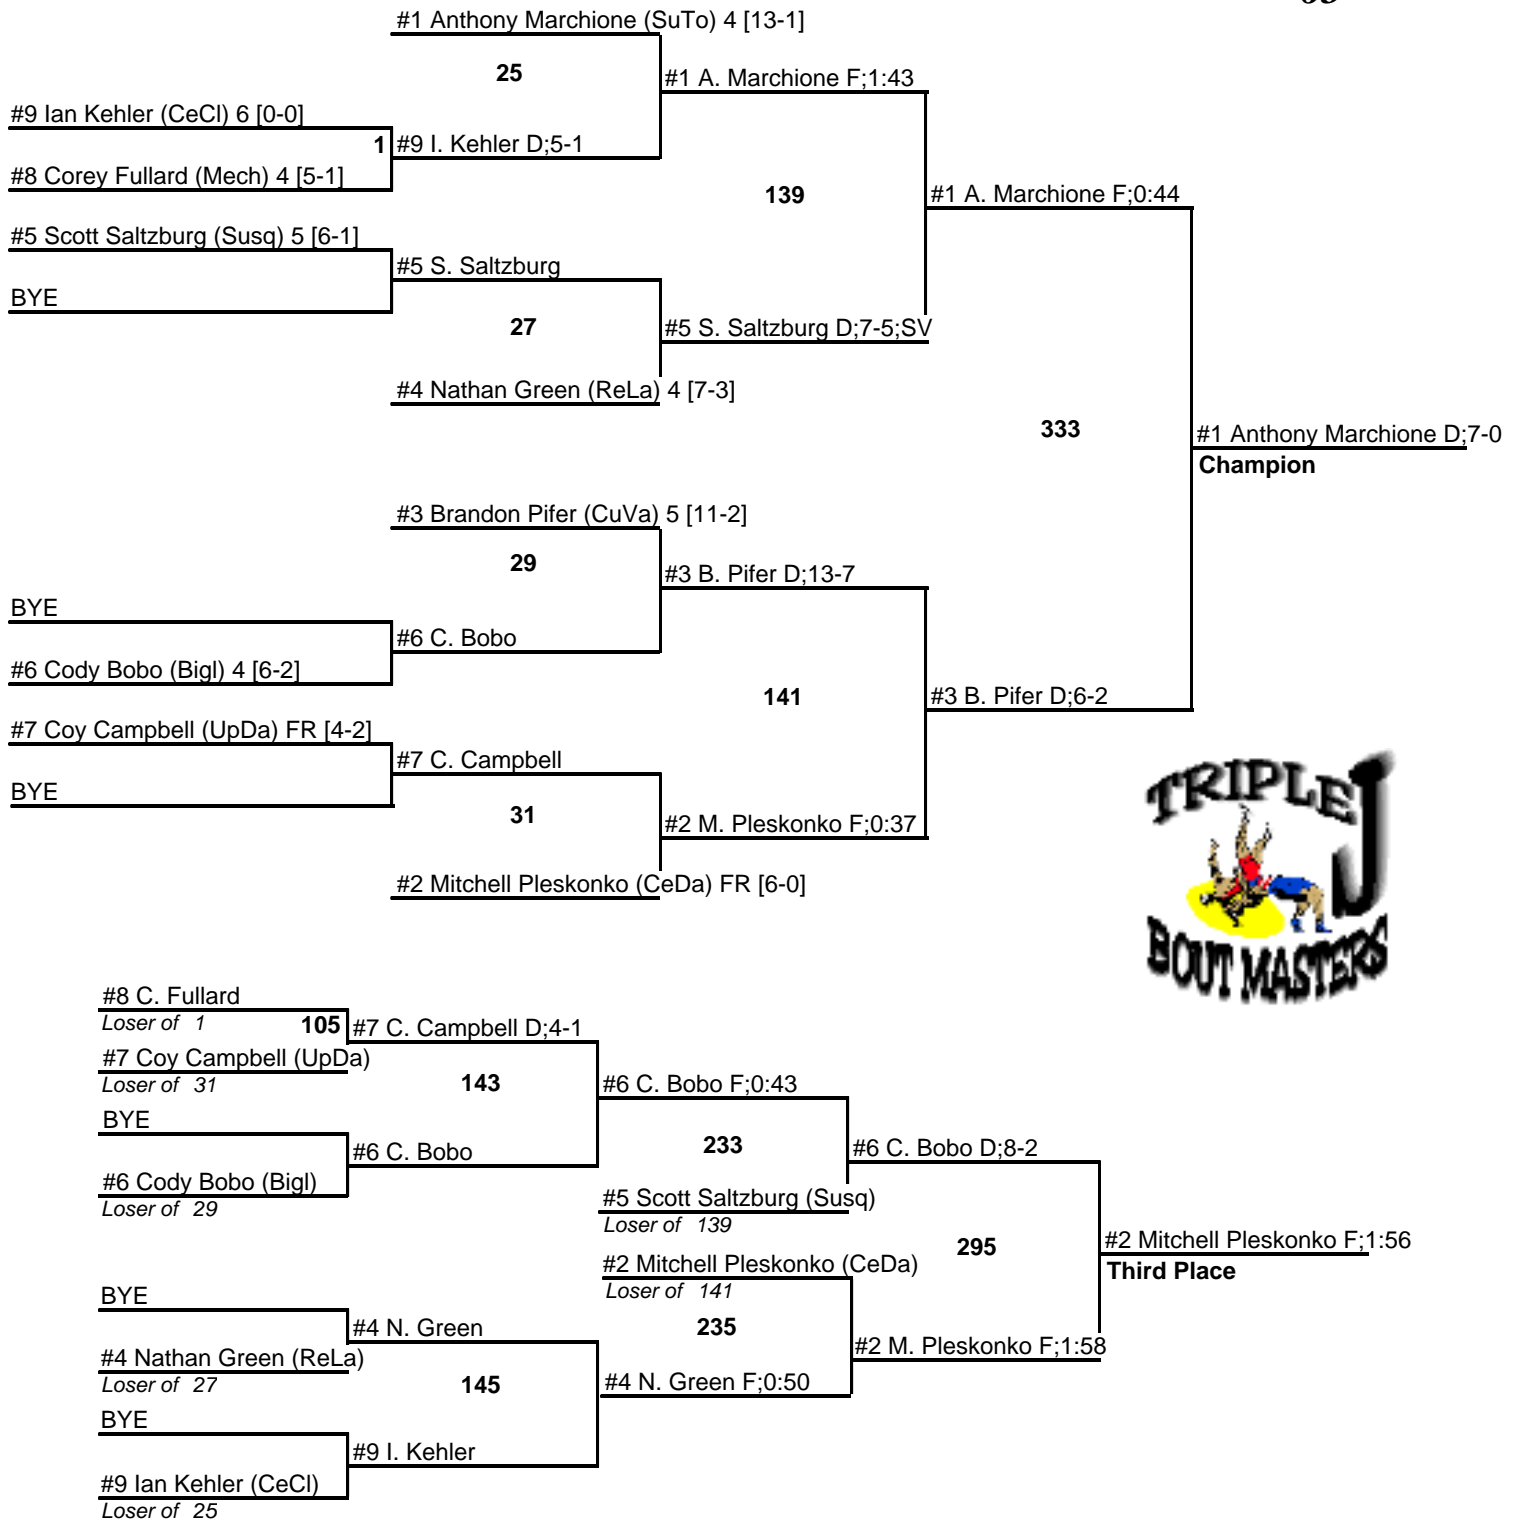 #1 Anthony Marchione (SuTo) 4 [13-1]
25
#1 A. Marchione F;1:43
#9 Ian Kehler (CeCl) 6 [0-0]
1
#9 I. Kehler D;5-1
#8 Corey Fullard (Mech) 4 [5-1]
139
#1 A. Marchione F;0:44
#5 Scott Saltzburg (Susq) 5 [6-1]
#5 S. Saltzburg
BYE
27
#5 S. Saltzburg D;7-5;SV
#4 Nathan Green (ReLa) 4 [7-3]
333
#1 Anthony Marchione D;7-0
Champion
#3 Brandon Pifer (CuVa) 5 [11-2]
29
#3 B. Pifer D;13-7
BYE
#6 C. Bobo
#6 Cody Bobo (Bigl) 4 [6-2]
141
#3 B. Pifer D;6-2
#7 Coy Campbell (UpDa) FR [4-2]
#7 C. Campbell
BYE
31
#2 M. Pleskonko F;0:37
#2 Mitchell Pleskonko (CeDa) FR [6-0]
TRIPLE J
BOUT MASTERS
#8 C. Fullard
Loser of 1
105
#7 C. Campbell D;4-1
#7 Coy Campbell (UpDa)
Loser of 31
143
#6 C. Bobo F;0:43
BYE
#6 C. Bobo
233
#6 C. Bobo D;8-2
#6 Cody Bobo (Bigl)
Loser of 29
#5 Scott Saltzburg (Susq)
Loser of 139
295
#2 Mitchell Pleskonko F;1:56
Third Place
#2 Mitchell Pleskonko (CeDa)
Loser of 141
BYE
#4 N. Green
235
#2 M. Pleskonko F;1:58
#4 Nathan Green (ReLa)
Loser of 27
145
#4 N. Green F;0:50
BYE
#9 I. Kehler
#9 Ian Kehler (CeCl)
Loser of 25